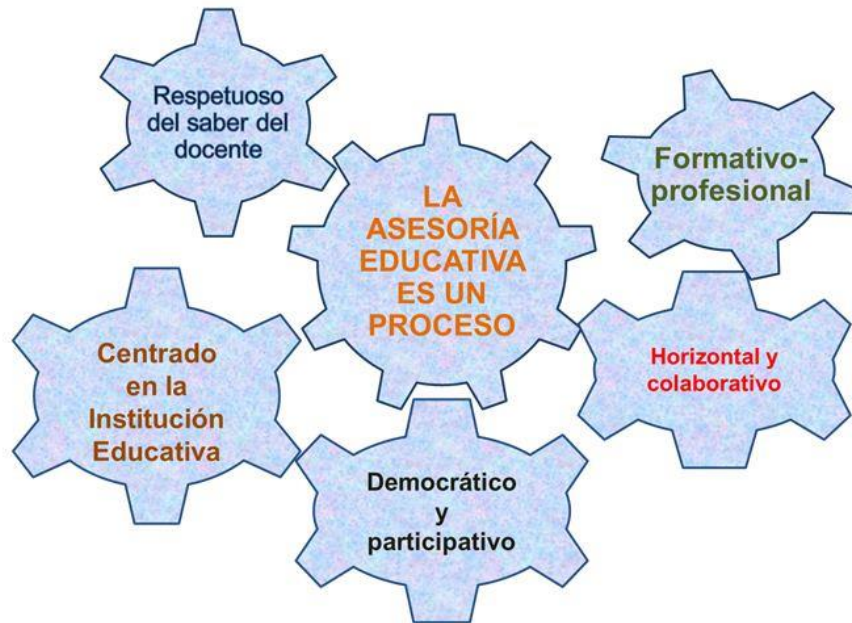 Respetuoso
del saber del
docente
LA
ASESORÍA
EDUCATIVA
ES UN
PROCESO
Formativo-
profesional
Centrado
en la
Institución
Educativa
Horizontal y
colaborativo
Democrático
y
participativo